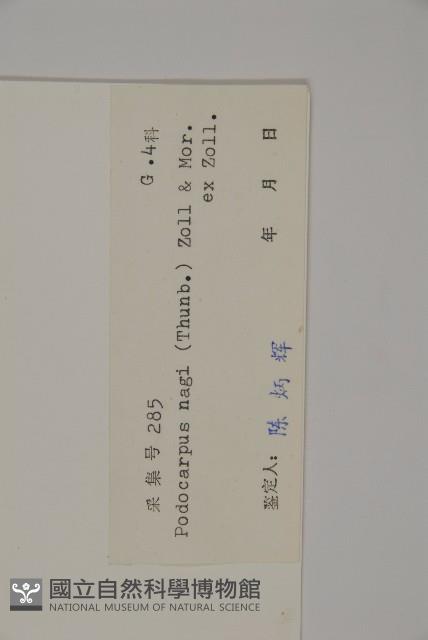 采集号 285 G.4科
Podocarpus nagi (Thunb.) Zoll & Mor.
ex Zoll.
鉴定人: 陈炳辉 年 月 日
國立自然科學博物館
NATIONAL MUSEUM OF NATURAL SCIENCE